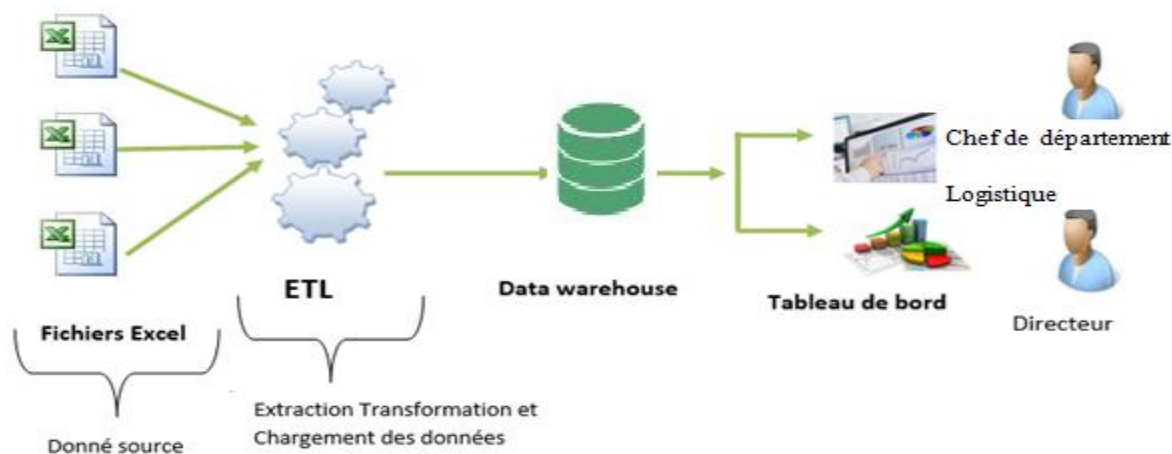 Chef de département
Logistique
ETL
Data warehouse
Tableau de bord
Fichiers Excel
Directeur
Extraction Transformation et
Chargement des données
Donné source